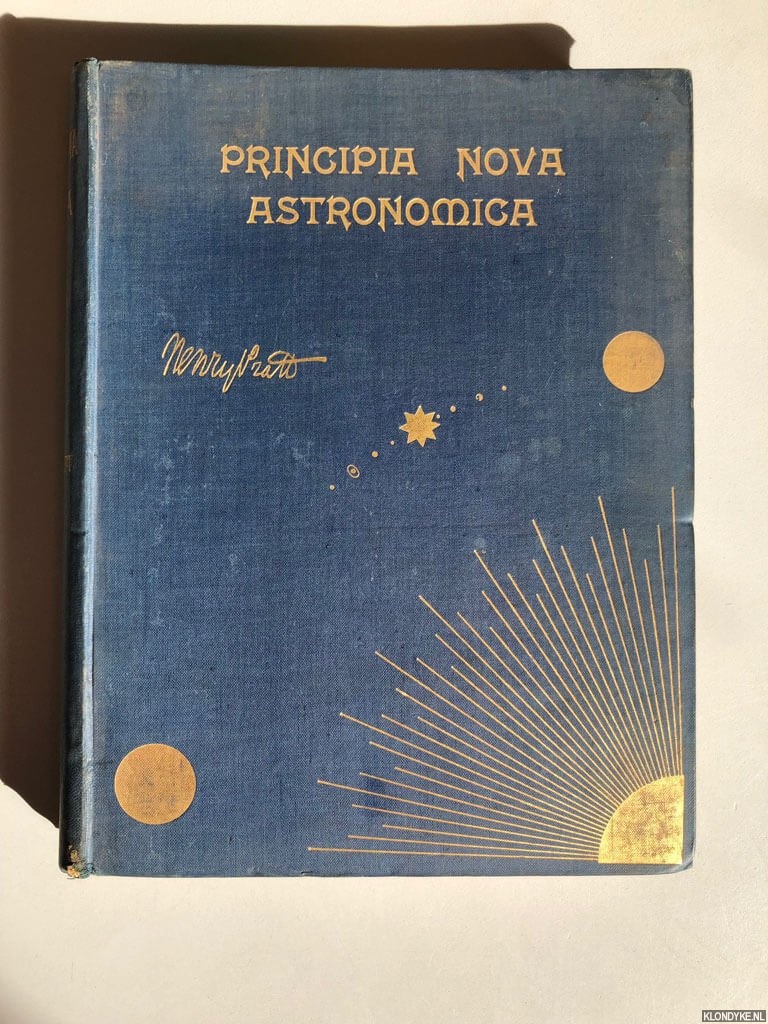 PRINCIPIA NOVA
ASTRONOMICA
Henry Pratt
KLONDYKE.NL